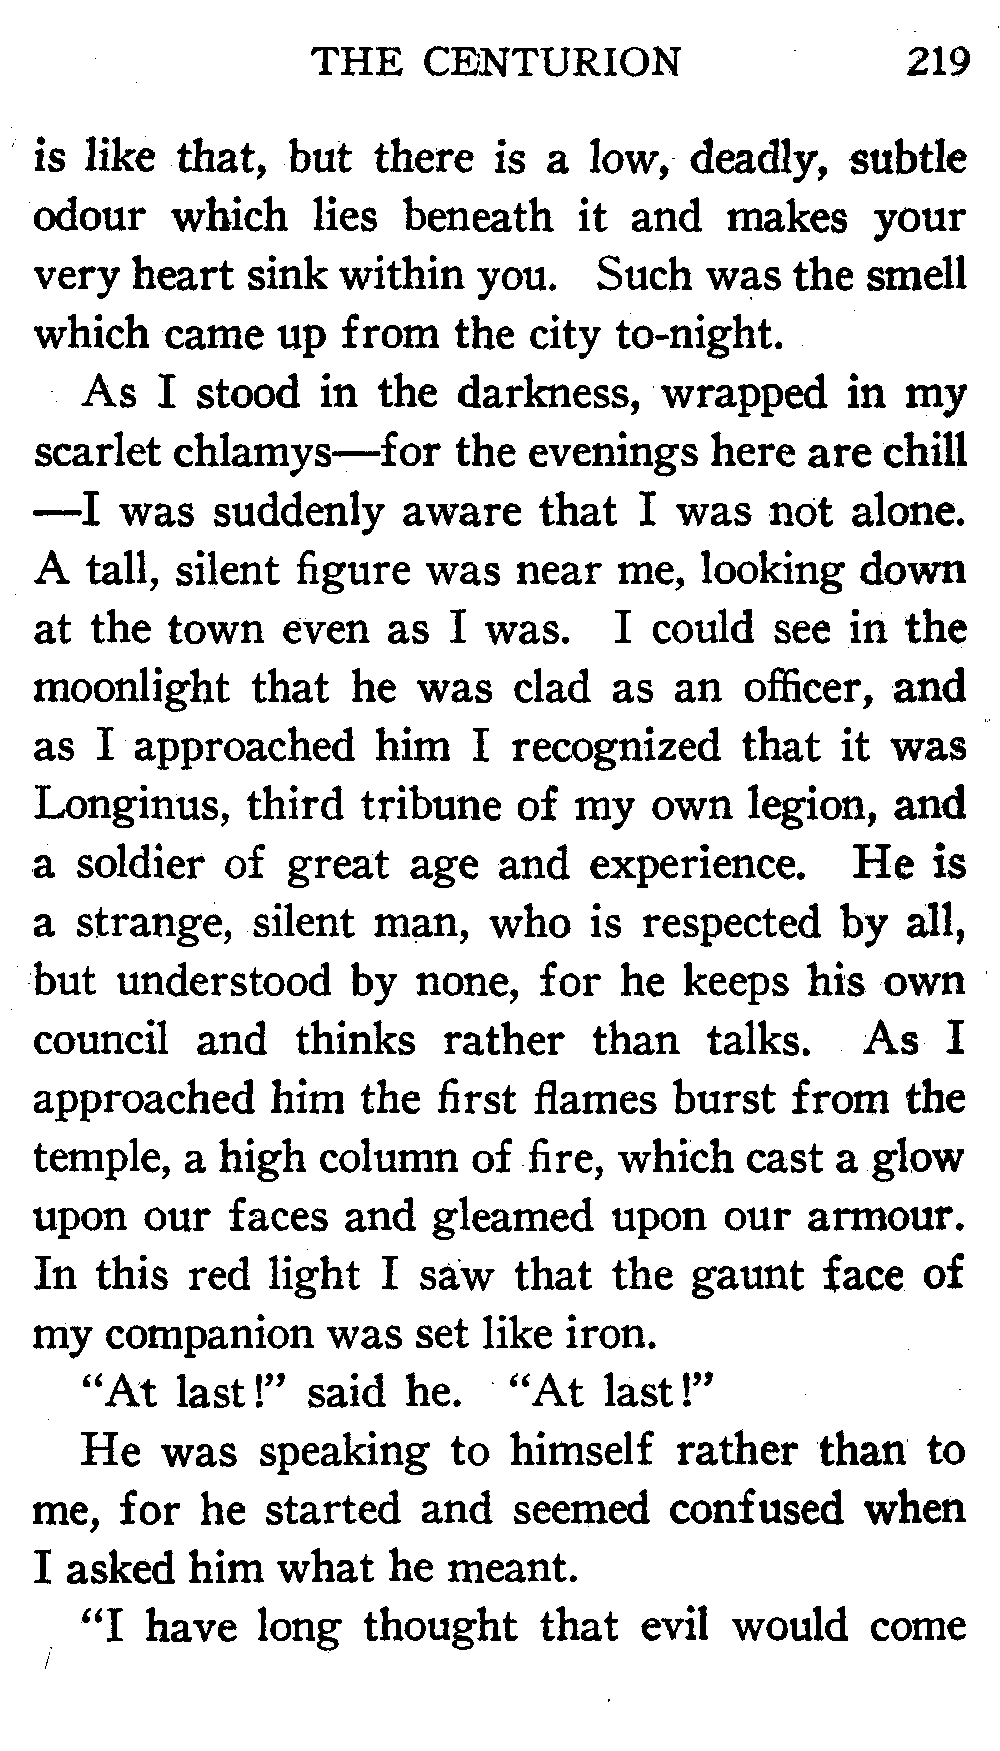 THE CENTURION 219
is like that, but there is a low, deadly, subtle
odour which lies beneath it and makes your
very heart sink within you. Such was the smell
which came up from the city to-night.
As I stood in the darkness, wrapped in my
scarlet chlamys—for the evenings here are chill
—I was suddenly aware that I was not alone.
A tall, silent figure was near me, looking down
at the town even as I was. I could see in the
moonlight that he was clad as an officer, and
as I approached him I recognized that it was
Longinus, third tribune of my own legion, and
a soldier of great age and experience. He is
a strange, silent man, who is respected by all,
but understood by none, for he keeps his own
council and thinks rather than talks. As I
approached him the first flames burst from the
temple, a high column of fire, which cast a glow
upon our faces and gleamed upon our armour.
In this red light I saw that the gaunt face of
my companion was set like iron.
“At last!” said he. “At last!”
He was speaking to himself rather than to
me, for he started and seemed confused when
I asked him what he meant.
“I have long thought that evil would come